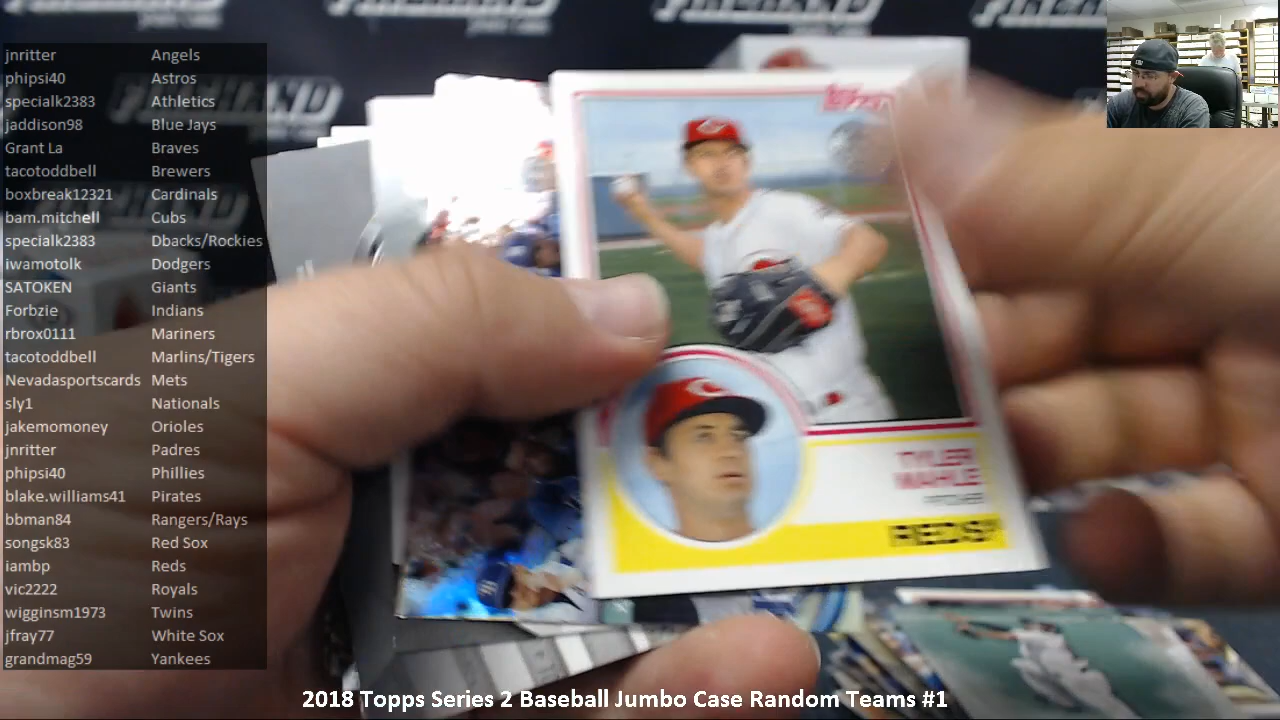 jnritter Angels
phipsi40 Astros
specialk2383 Athletics
jaddison98 Blue Jays
Grant La Braves
tacotoddbell Brewers
boxbreak12321 Cardinals
bam.mitchell Cubs
specialk2383 Dbacks/Rockies
iwamotolk Dodgers
SATOKEN Giants
Forbzie Indians
rbrox0111 Mariners
tacotoddbell Marlins/Tigers
Nevadasportscards Mets
sly1 Nationals
jakemomoney Orioles
jnritter Padres
phipsi40 Phillies
blake.williams41 Pirates
bbman84 Rangers/Rays
songsk83 Red Sox
iambp Reds
vic2222 Royals
wigginsm1973 Twins
jfray77 White Sox
grandmag59 Yankees
Topps
TYLER
MAHLE
PITCHER
REDS
2018 Topps Series 2 Baseball Jumbo Case Random Teams #1